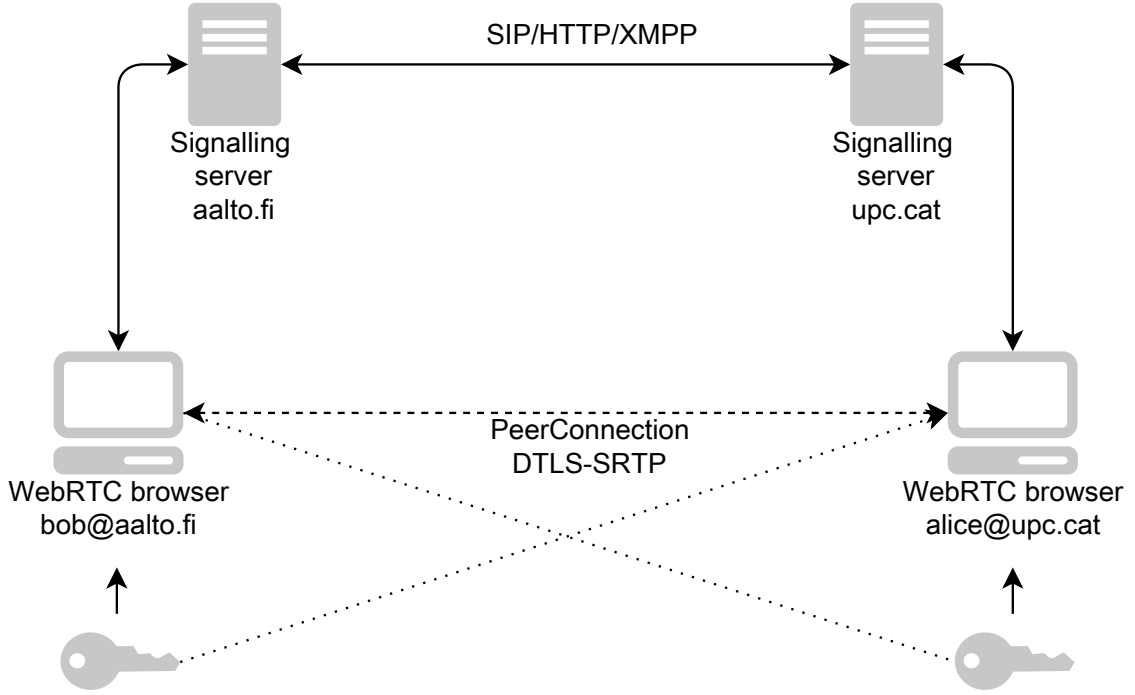 SIP/HTTP/XMPP
Signalling
server
aalto.fi
Signalling
server
upc.cat
PeerConnection
DTLS-SRTP
WebRTC browser
bob@aalto.fi
WebRTC browser
alice@upc.cat